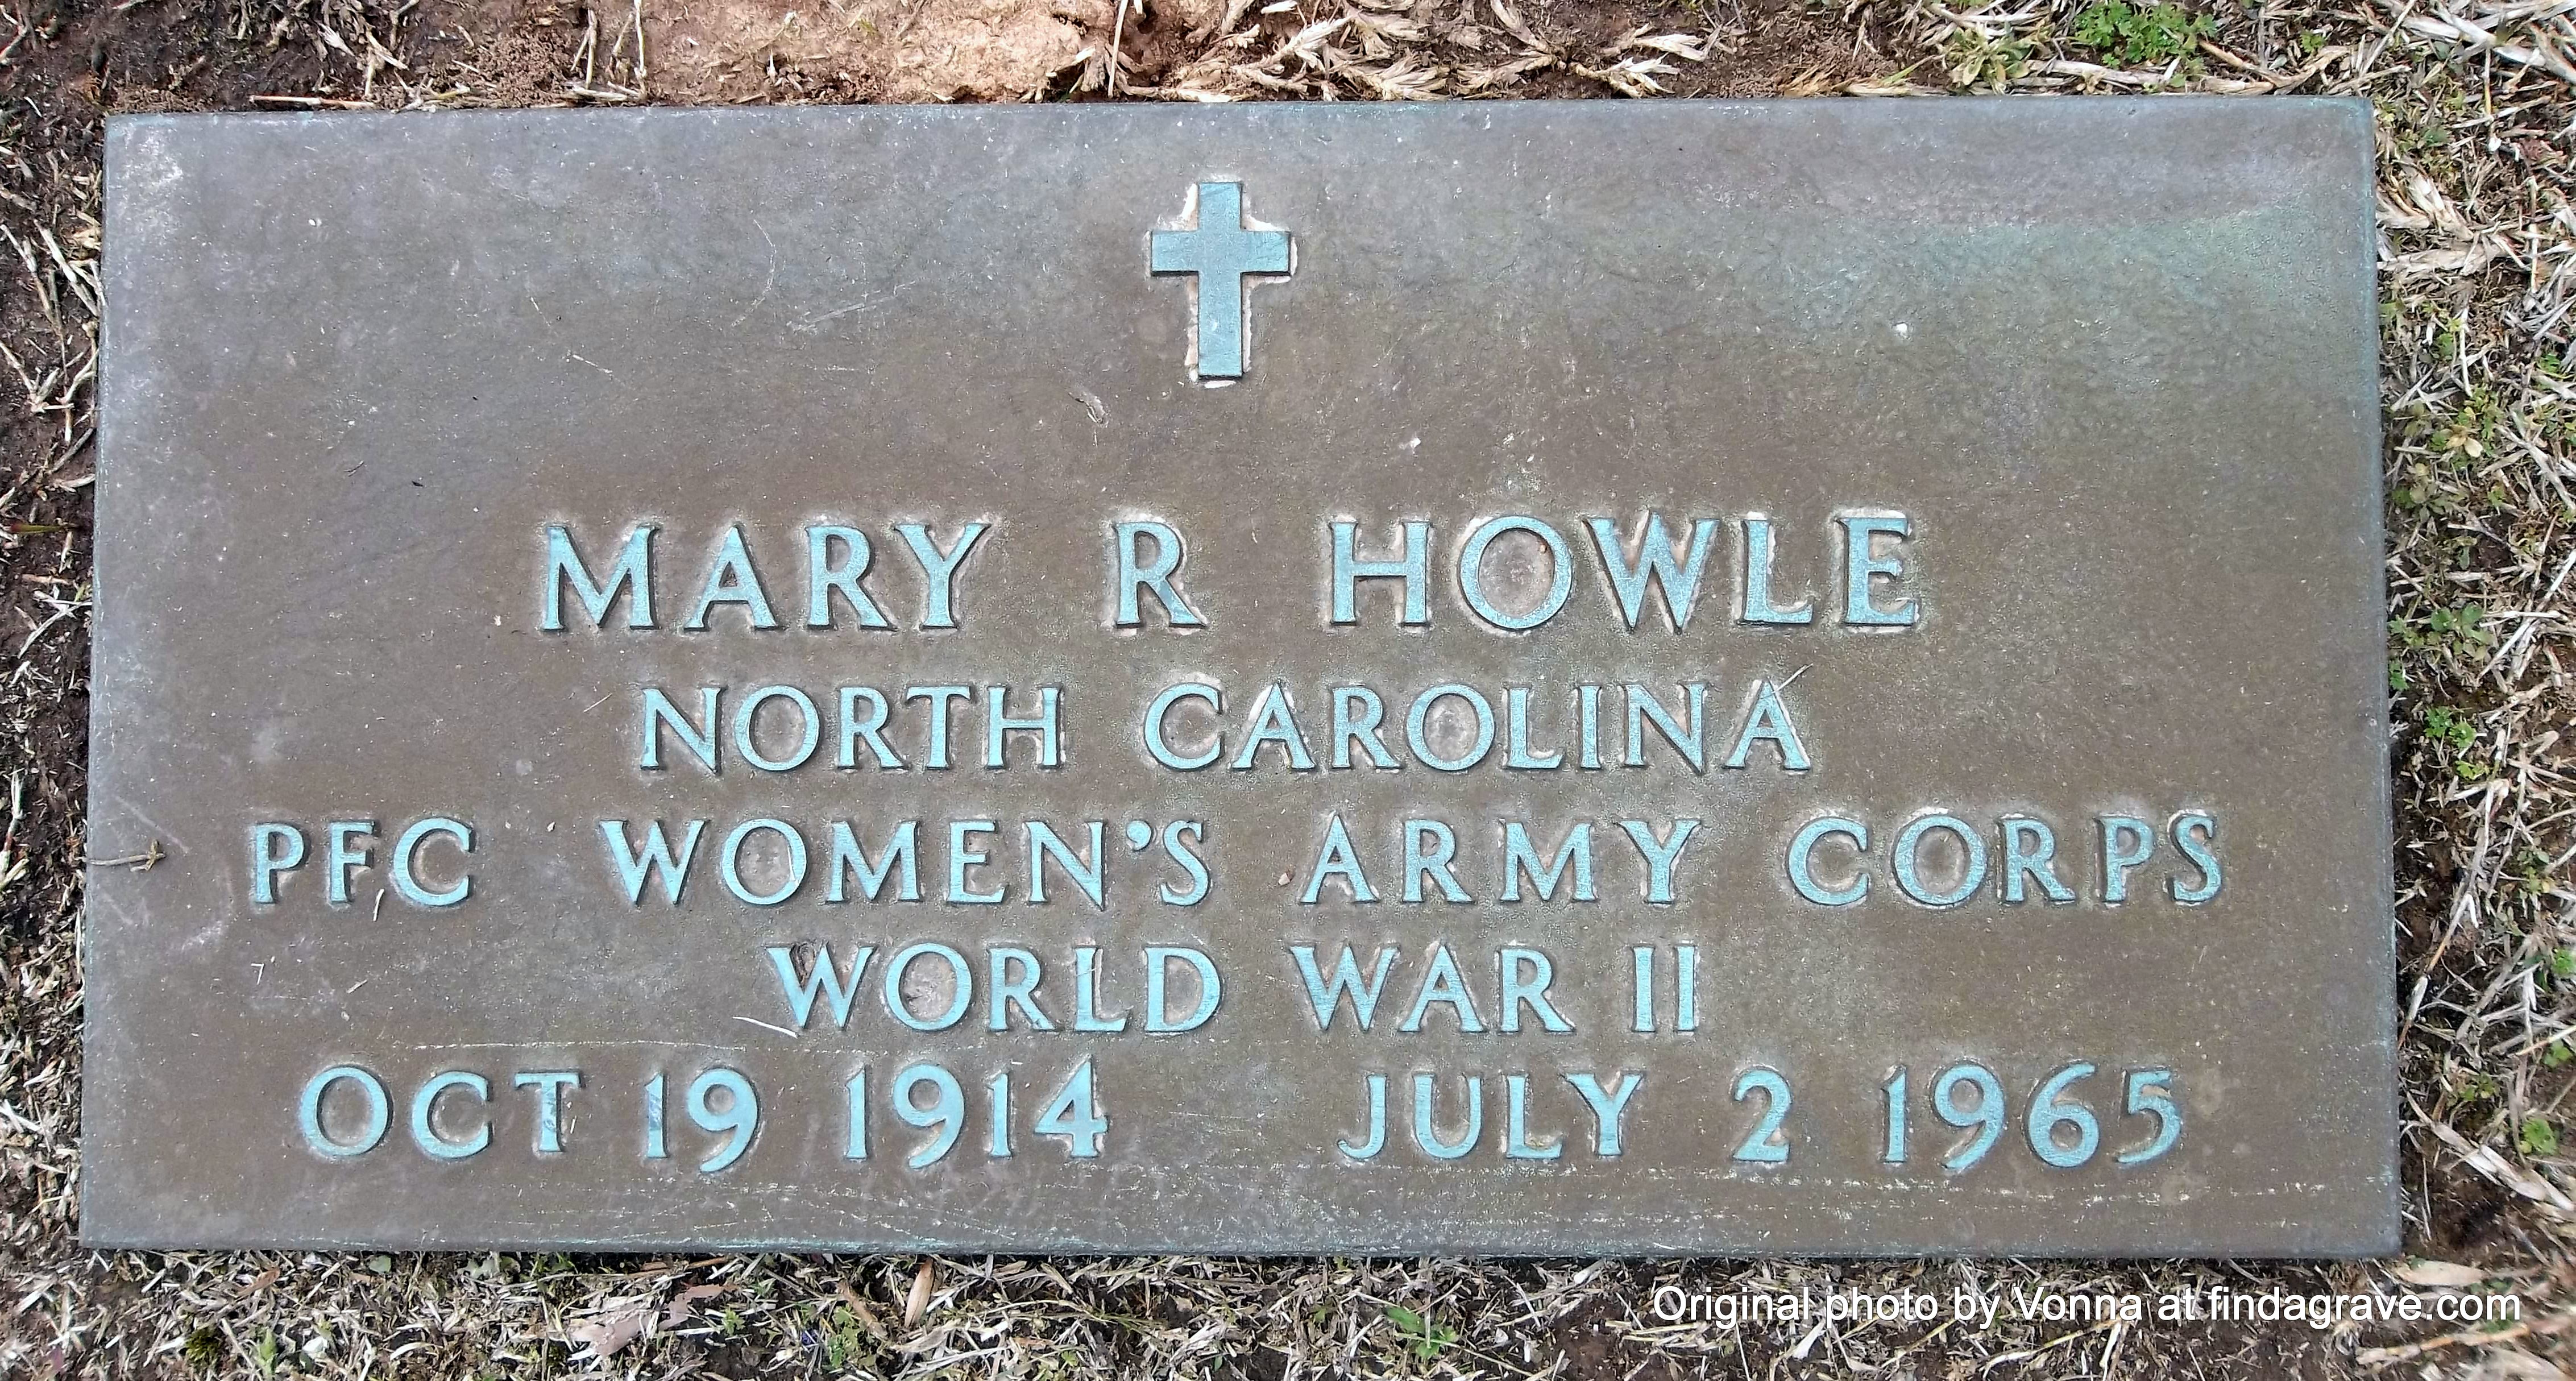 MARY R HOWLE
NORTH CAROLINA
PFC WOMEN'S ARMY CORPS
WORLD WAR II
OCT 19 1914 JULY 2 1965
Original photo by Vonna at findagrave.com